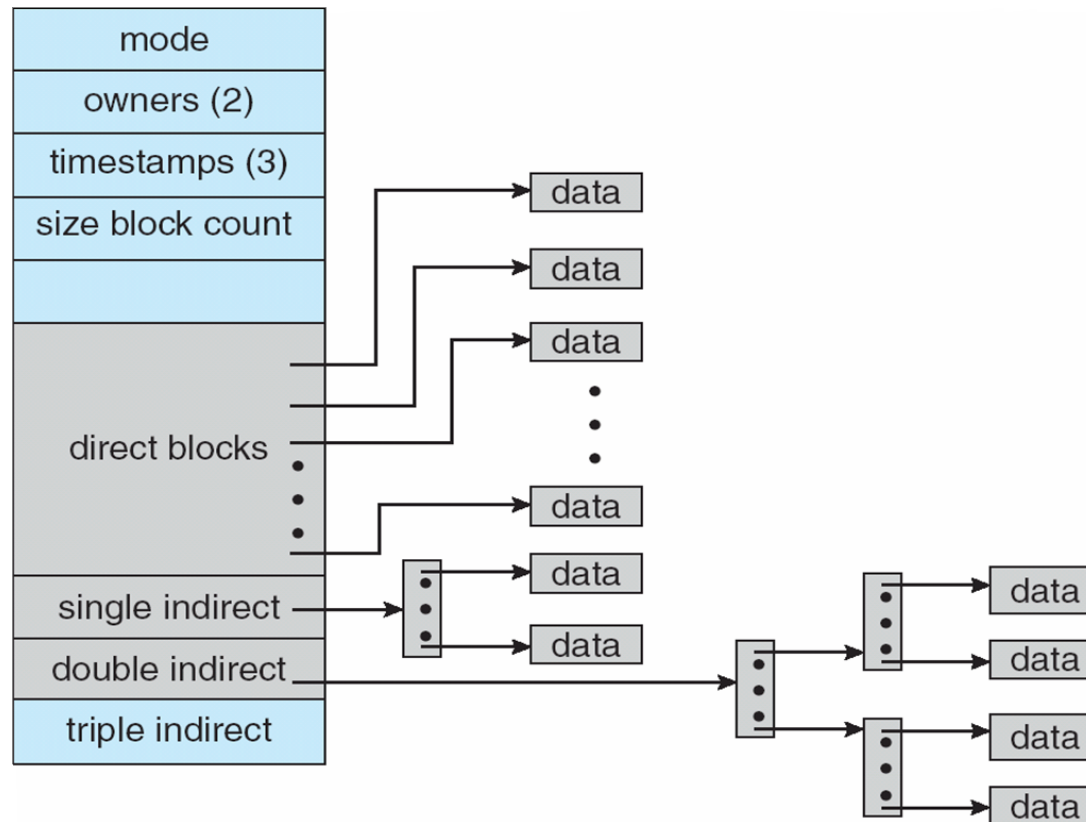 mode
owners (2)
timestamps (3)
size block count
direct blocks
single indirect
double indirect
triple indirect
data
data
data
data
data
data
data
data
data
data